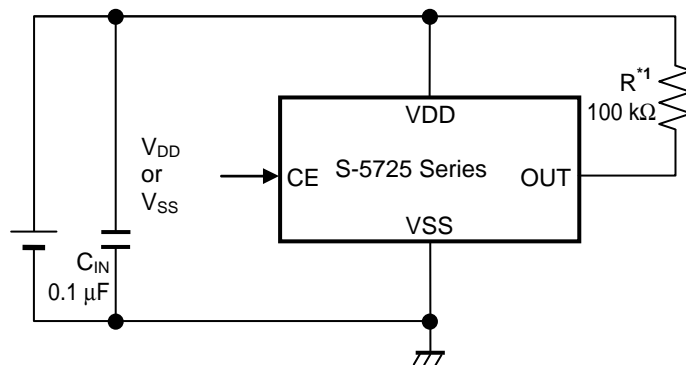 R*1
100 kΩ
VDD
VDD
or
VSS
CE
S-5725 Series
OUT
VSS
CIN
0.1 μF